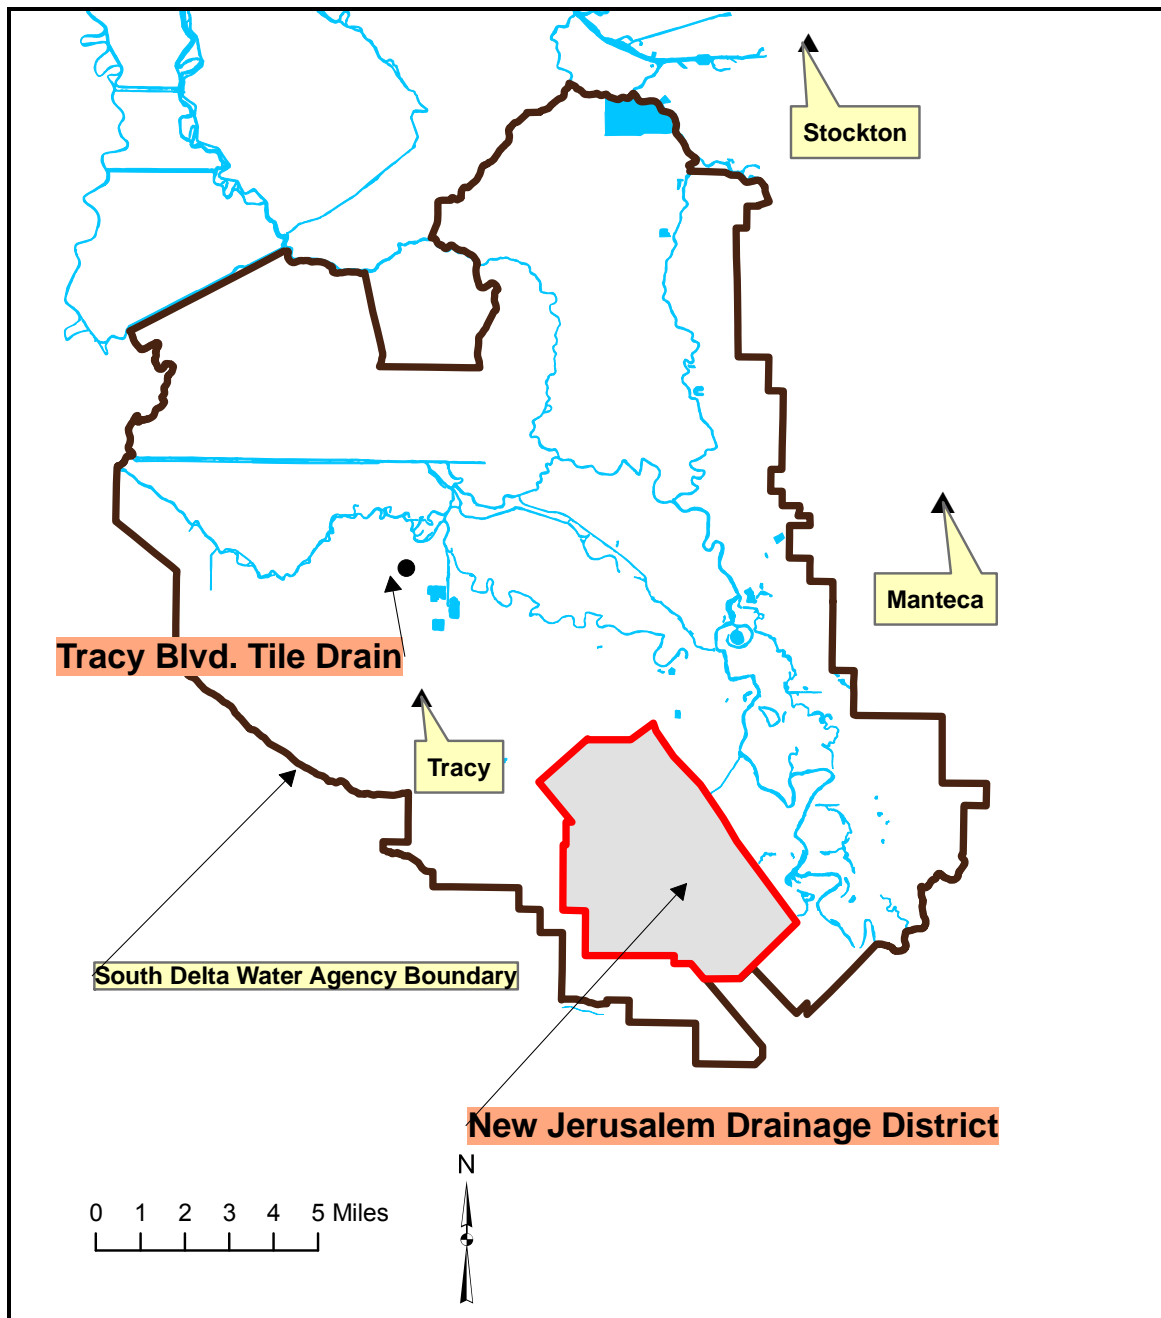 Stockton
Manteca
Tracy Blvd. Tile Drain
Tracy
South Delta Water Agency Boundary
New Jerusalem Drainage District
N
0 1 2 3 4 5 Miles